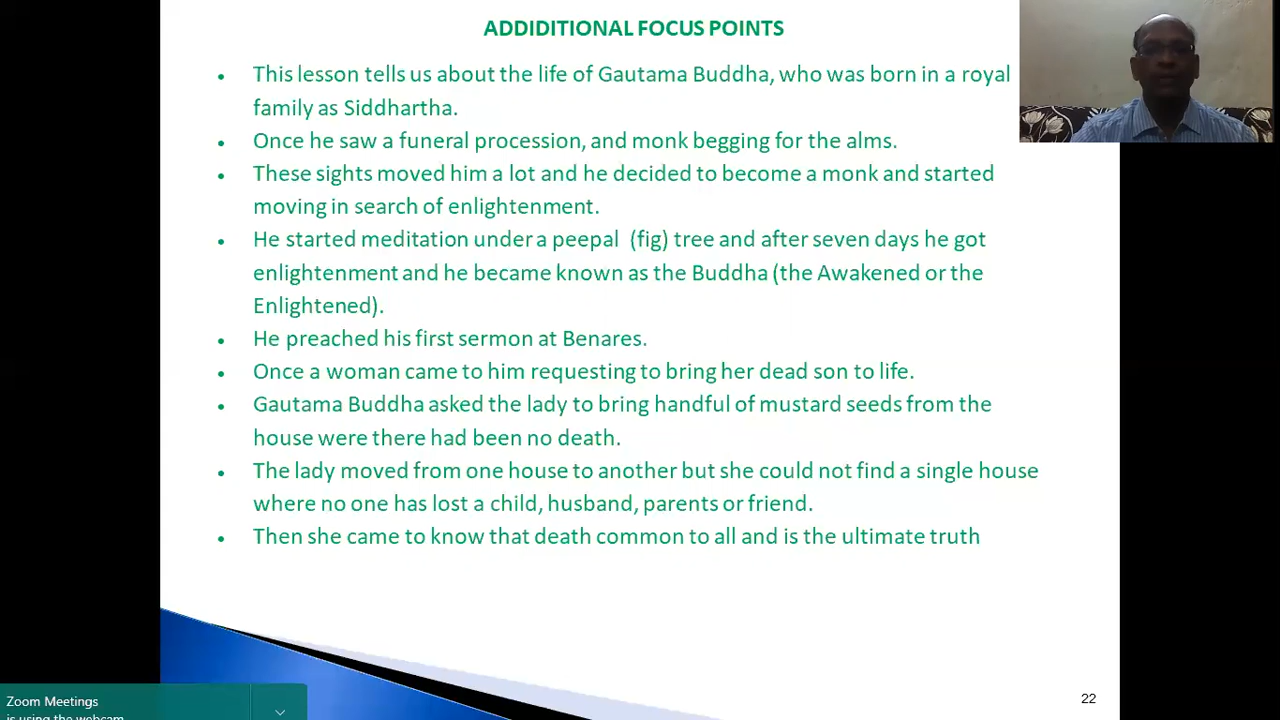 ADDIDITIONAL FOCUS POINTS
• This lesson tells us about the life of Gautama Buddha, who was born in a royal
family as Siddhartha.
• Once he saw a funeral procession, and monk begging for the alms.
• These sights moved him a lot and he decided to become a monk and started
moving in search of enlightenment.
• He started meditation under a peepal (fig) tree and after seven days he got
enlightenment and he became known as the Buddha (the Awakened or the
Enlightened).
• He preached his first sermon at Benares.
• Once a woman came to him requesting to bring her dead son to life.
• Gautama Buddha asked the lady to bring handful of mustard seeds from the
house were there had been no death.
• The lady moved from one house to another but she could not find a single house
where no one has lost a child, husband, parents or friend.
• Then she came to know that death common to all and is the ultimate truth
22
Zoom Meetings
is using the webcam